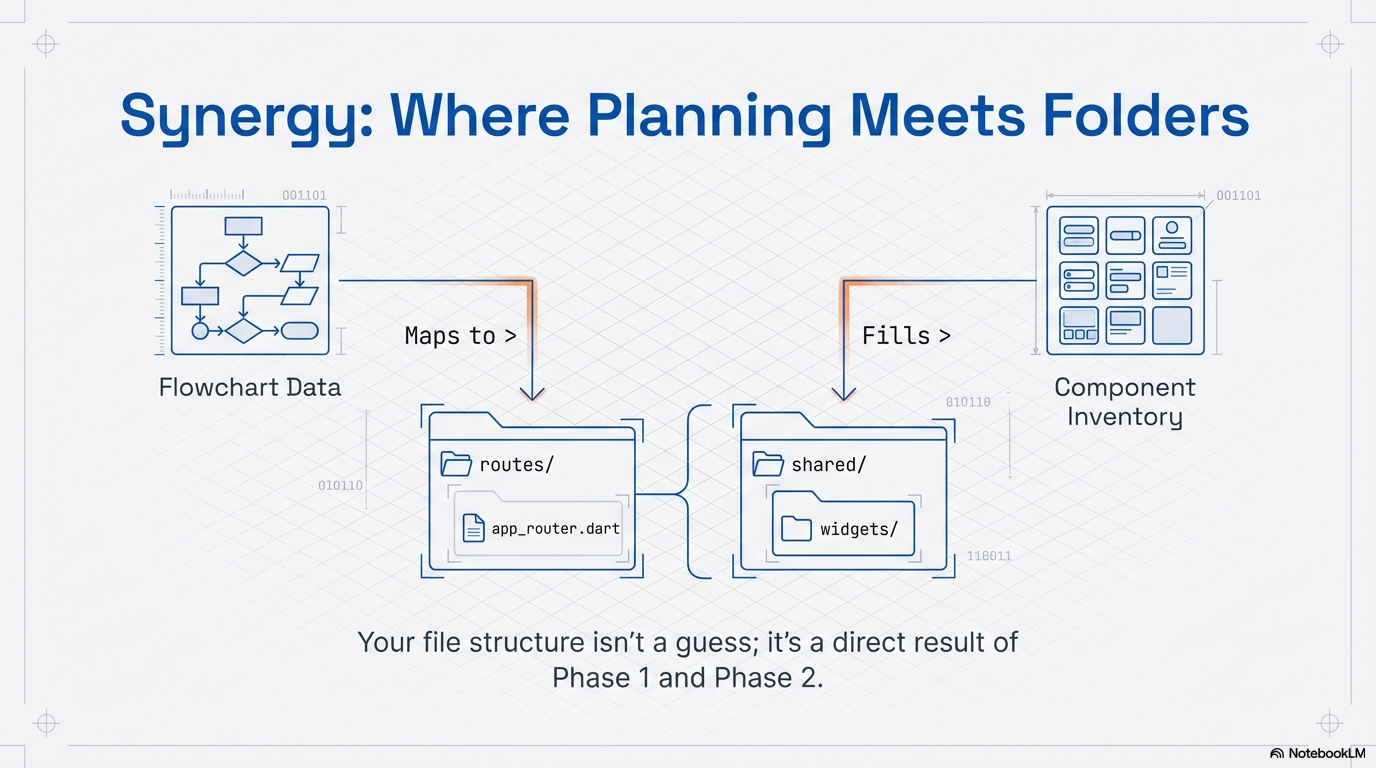 Synergy: Where Planning Meets Folders
001101
001101
Maps to >
Fills >
Flowchart Data
Component
Inventory
010110
010110
routes/
shared/
app_router.dart
widgets/
110011
Your file structure isn't a guess; it's a direct result of
Phase 1 and Phase 2.
NotebookLM